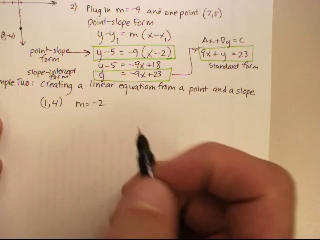 2) Plug in m=-9 and one point (2,5)
Point-slope form
y-y₁ = m(x-x₁)
Ax+By=C
point-slope form
y-5 = -9(x-2)
9x+y = 23
y-5 = -9x+18
Standard form
slope-intercept form
y = -9x+23
mple Two: Creating a linear equation from a point and a slope
(1,4) m=-2